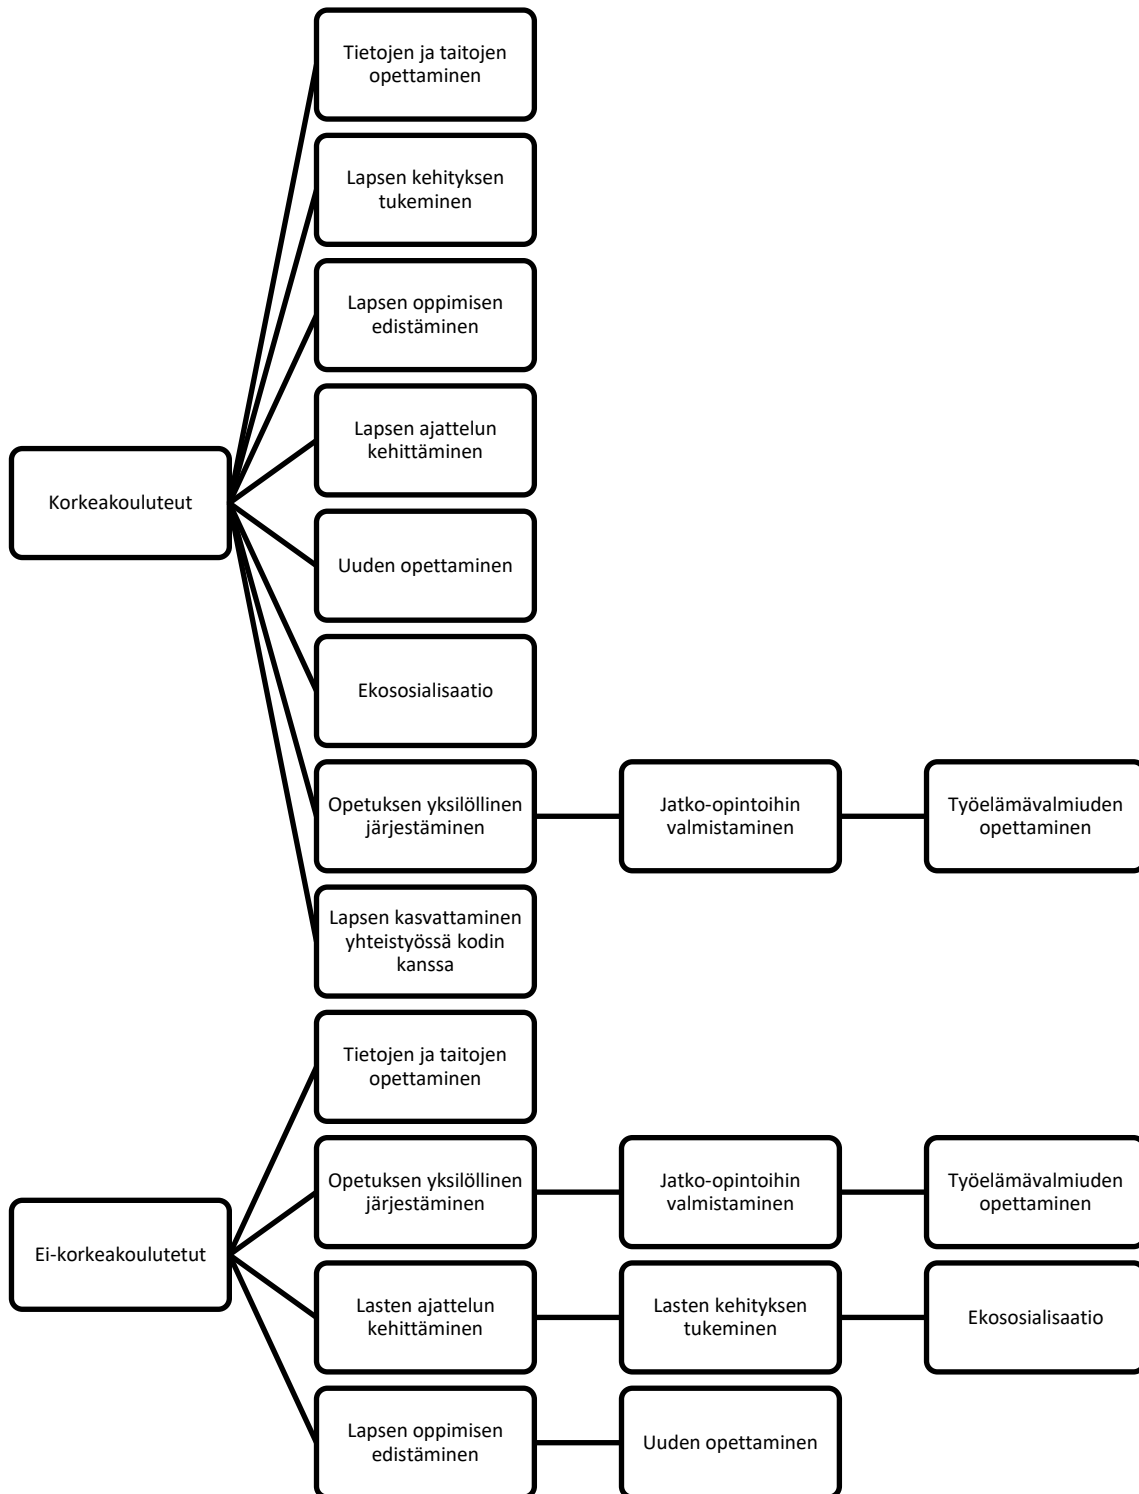 Tietojen ja taitojen
opettaminen
Lapsen kehityksen
tukeminen
Lapsen oppimisen
edistäminen
Lapsen ajattelun
kehittäminen
Korkeakouluteut
Uuden opettaminen
Ekososialisaatio
Opetuksen yksilöllinen
järjestäminen
Jatko-opintoihin
valmistaminen
Työelämävalmiuden
opettaminen
Lapsen kasvattaminen
yhteistyössä kodin
kanssa
Tietojen ja taitojen
opettaminen
Opetuksen yksilöllinen
järjestäminen
Jatko-opintoihin
valmistaminen
Työelämävalmiuden
opettaminen
Ei-korkeakoulutetut
Lasten ajattelun
kehittäminen
Lasten kehityksen
tukeminen
Ekososialisaatio
Lapsen oppimisen
edistäminen
Uuden opettaminen